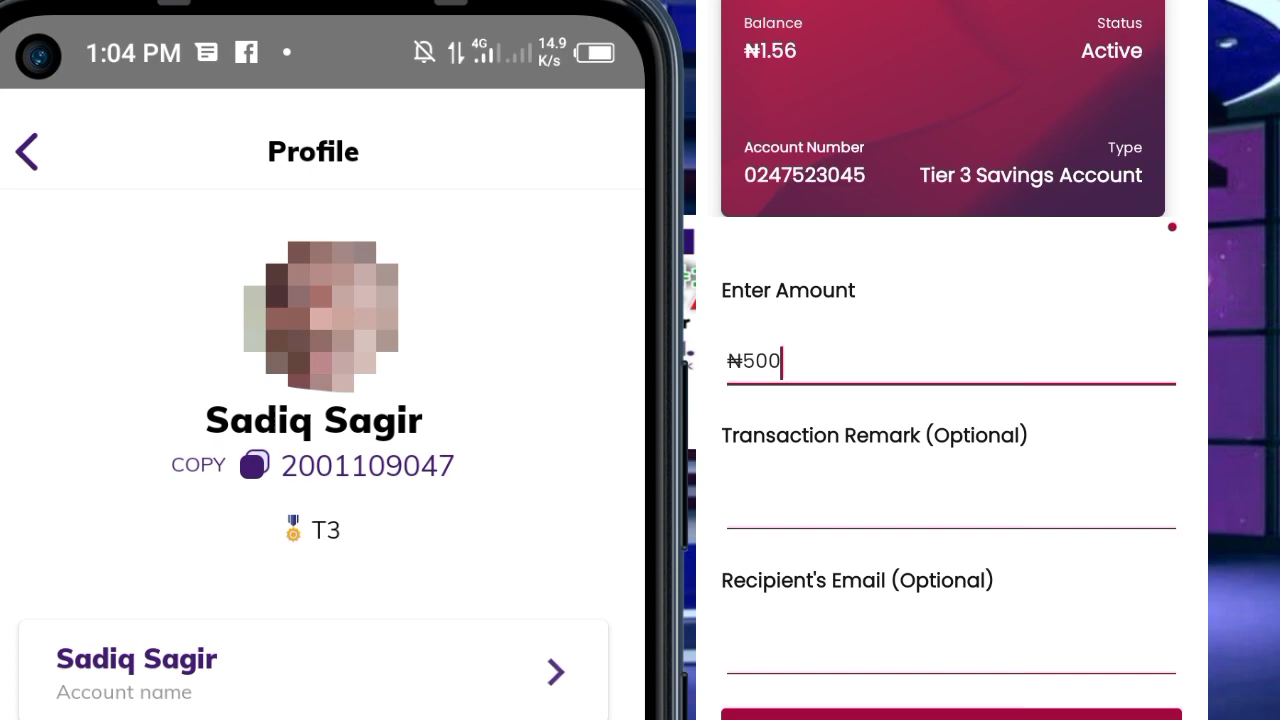 1:04 PM
4G
14.9
K/s
Profile
Sadiq Sagir
COPY 2001109047
T3
Sadiq Sagir
Account name
Balance Status
₦1.56 Active
Account Number Type
0247523045 Tier 3 Savings Account
Enter Amount
₦500
Transaction Remark (Optional)
Recipient's Email (Optional)